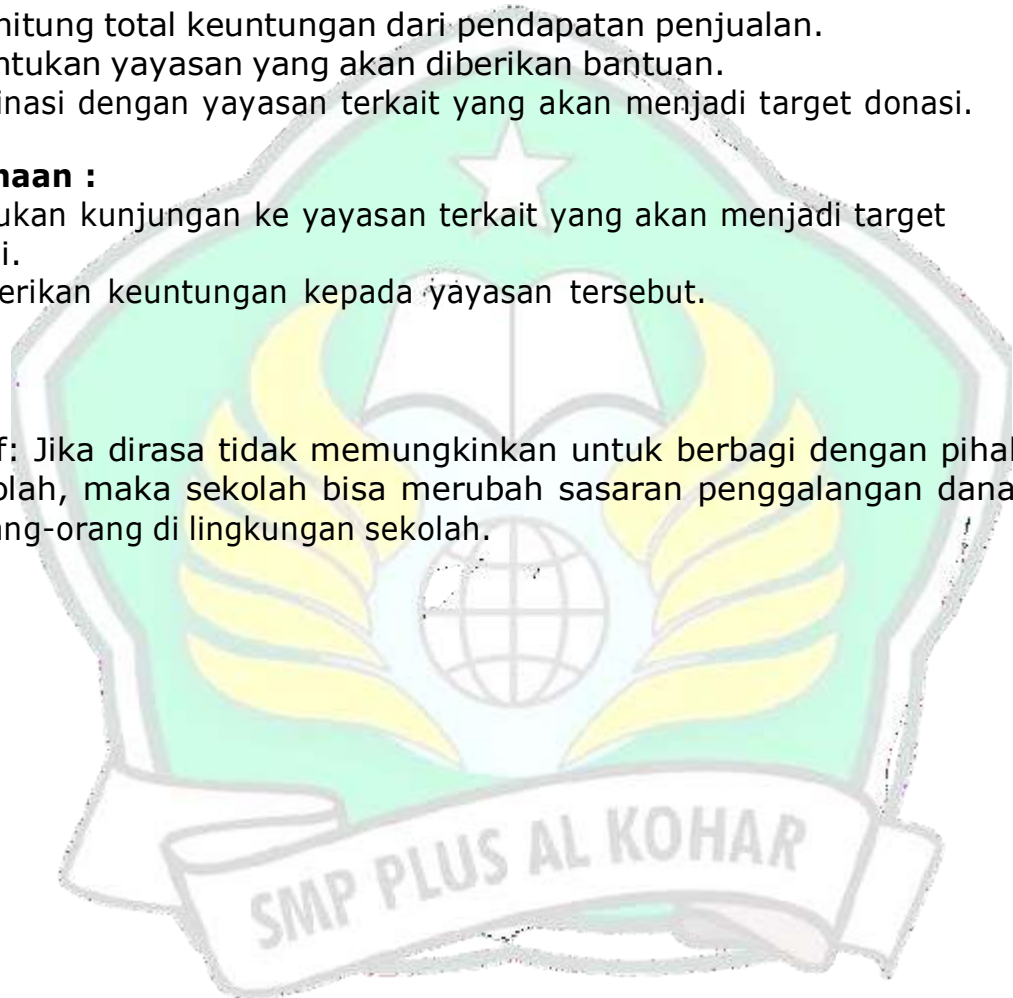 hitung total keuntungan dari pendapatan penjualan.
ntukan yayasan yang akan diberikan bantuan.
inasi dengan yayasan terkait yang akan menjadi target donasi.
naan :
ukan kunjungan ke yayasan terkait yang akan menjadi target
i.
erikan keuntungan kepada yayasan tersebut.
f: Jika dirasa tidak memungkinkan untuk berbagi dengan pihak
olah, maka sekolah bisa merubah sasaran penggalangan dana
ang-orang di lingkungan sekolah.
SMP PLUS AL KOHAR